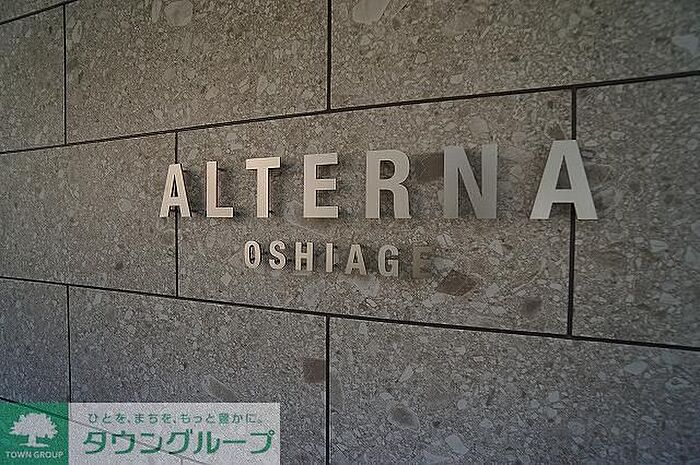 ALTERNA
OSHIAGE
ひとを、まちを、もっと豊かに。
タウングループ
TOWN GROUP